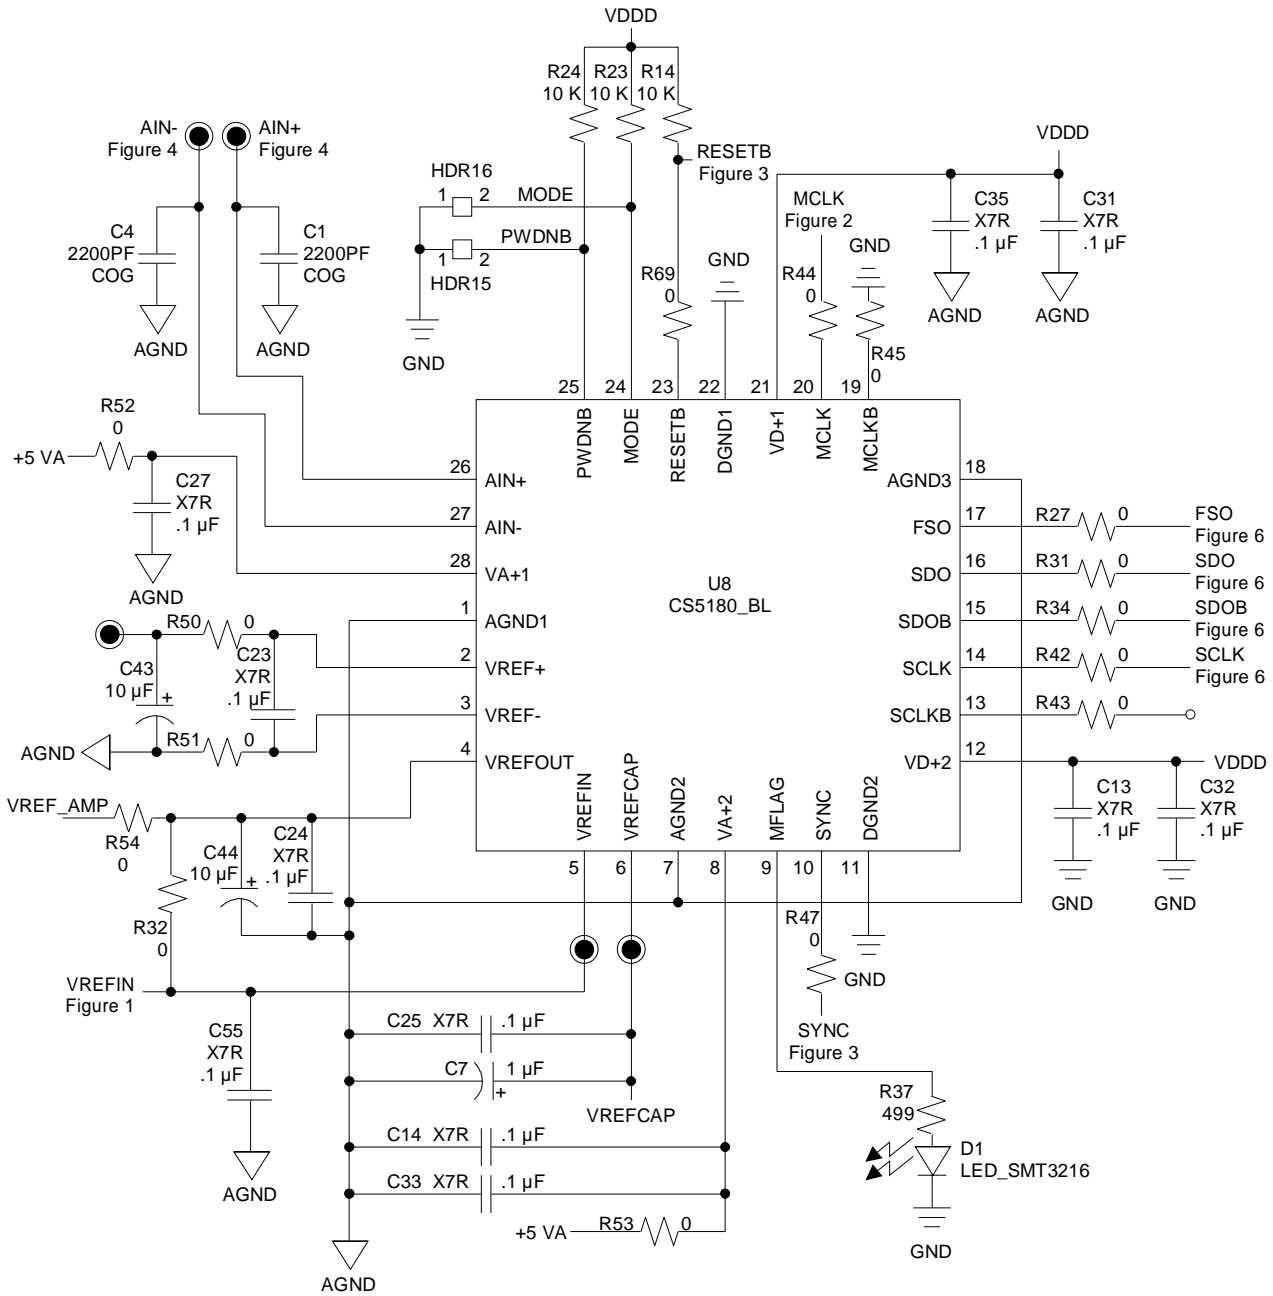 VDDD
R24
10 K
R23
10 K
R14
10 K
AIN-
Figure 4
AIN+
Figure 4
RESETB
Figure 3
VDDD
HDR16
1
2
MODE
PWDNB
1
2
HDR15
GND
C4
2200PF
COG
AGND
C1
2200PF
COG
AGND
MCLK
Figure 2
GND
GND
R69
0
R44
0
R45
0
C35
X7R
.1 µF
AGND
C31
X7R
.1 µF
AGND
25
24
23
22
21
20
19
PWDNB
MODE
RESETB
DGND1
VD+1
MCLK
MCLKB
R52
0
+5 VA
C27
X7R
.1 µF
AGND
26
AIN+
27
AIN-
28
VA+1
1
AGND1
2
VREF+
3
VREF-
4
VREFOUT
U8
CS5180_BL
AGND3
18
FSO
17
R27
0
FSO
Figure 6
SDO
16
R31
0
SDO
Figure 6
SDOB
15
R34
0
SDOB
Figure 6
SCLK
14
R42
0
SCLK
Figure 6
SCLKB
13
R43
0
VD+2
12
VDDD
R50
0
C43
10 µF
+
C23
X7R
.1 µF
AGND
R51
0
VREF_AMP
R54
0
C44
10 µF
+
C24
X7R
.1 µF
R32
0
VREFIN
VREFCAP
AGND2
VA+2
MFLAG
SYNC
DGND2
5
6
7
8
9
10
11
C13
X7R
.1 µF
GND
C32
X7R
.1 µF
GND
R47
0
GND
SYNC
Figure 3
VREFIN
Figure 1
C55
X7R
.1 µF
AGND
C25
X7R
.1 µF
C7
1 µF
+
VREFCAP
C14
X7R
.1 µF
C33
X7R
.1 µF
+5 VA
R53
0
AGND
R37
499
D1
LED_SMT3216
GND